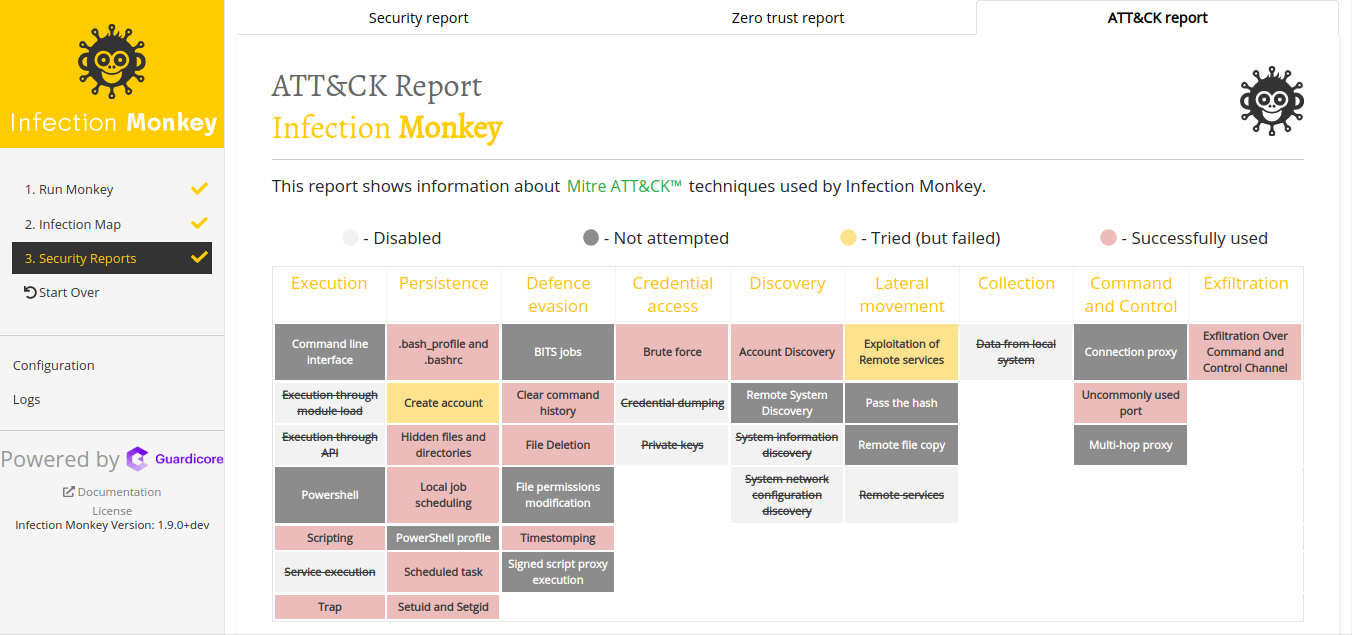 Security report
Zero trust report
ATT&CK report
Infection Monkey
1. Run Monkey
2. Infection Map
3. Security Reports
Start Over
Configuration
Logs
Powered by Guardicore
Documentation
License
Infection Monkey Version: 1.9.0+dev
ATT&CK Report
Infection Monkey
This report shows information about Mitre ATT&CK™ techniques used by Infection Monkey.
- Disabled
- Not attempted
- Tried (but failed)
- Successfully used
Execution
Persistence
Defence
evasion
Credential
access
Discovery
Lateral
movement
Collection
Command
and Control
Exfiltration
Command line
interface
.bash_profile and
.bashrc
BITS jobs
Brute force
Account Discovery
Exploitation of
Remote services
Data from local
system
Connection proxy
Exfiltration Over
Command and
Control Channel
Execution through
module load
Create account
Clear command
history
Credential dumping
Remote System
Discovery
Pass the hash
Uncommonly used
port
Execution through
API
Hidden files and
directories
File Deletion
Private keys
System information
discovery
Remote file copy
Multi-hop proxy
Powershell
Local job
scheduling
File permissions
modification
System network
configuration
discovery
Remote services
Scripting
PowerShell profile
Timestomping
Service execution
Scheduled task
Signed script proxy
execution
Trap
Setuid and Setgid